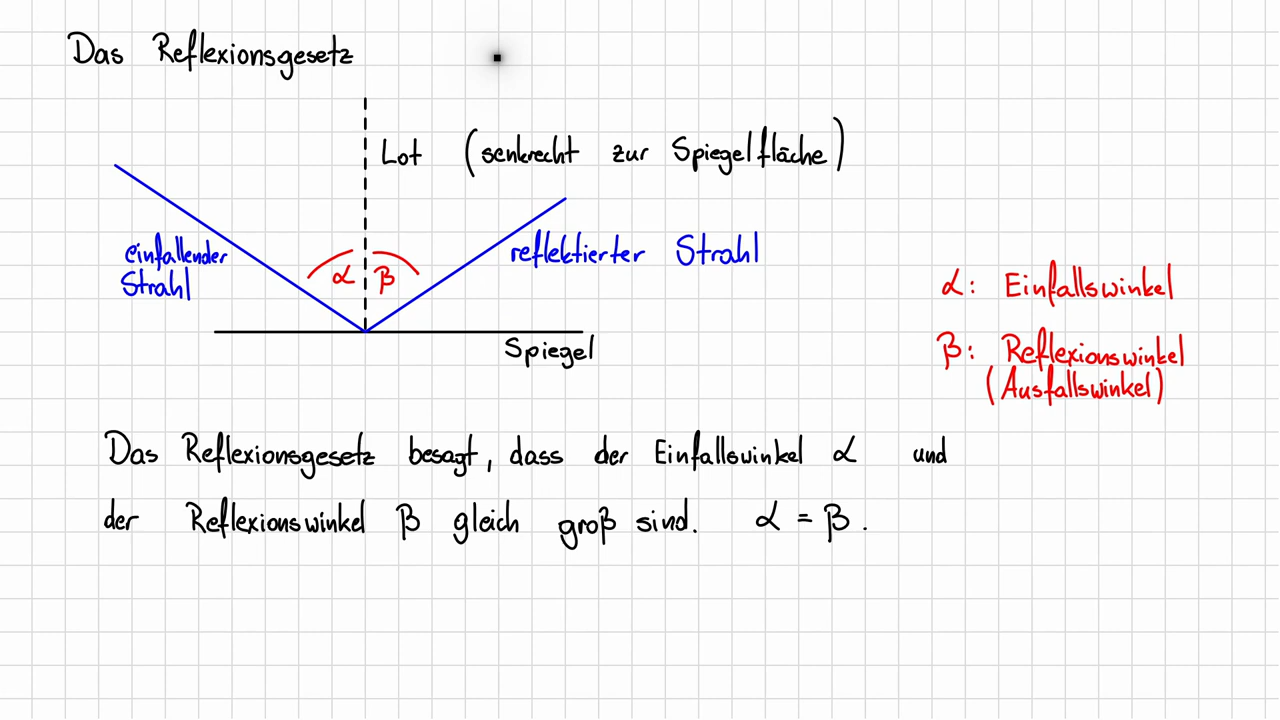 Das Reflexionsgesetz
Lot (senkrecht zur Spiegelfläche)
einfallender
Strahl
reflektierter Strahl
α β
Spiegel
α: Einfallswinkel
β: Reflexionswinkel
(Ausfallswinkel)
Das Reflexionsgesetz besagt, dass der Einfallswinkel α und
der Reflexionswinkel β gleich groß sind. α = β.